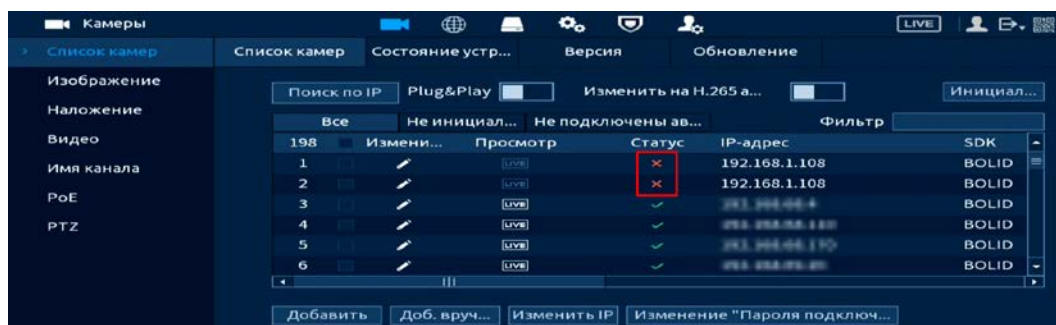 Камеры LIVE
Список камер Список камер Состояние устр... Версия Обновление
Изображение
Поиск по IP Plug&Play Изменить на H.265 а... Инициал...
Наложение
Все Не инициал... Не подключены ав... Фильтр
Видео
198 Измени... Просмотр Статус IP-адрес SDK
Имя канала
1 LIVE 192.168.1.108 BOLID
2 LIVE 192.168.1.108 BOLID
PoE
3 LIVE BOLID
PTZ
4 LIVE BOLID
5 LIVE BOLID
6 LIVE BOLID
Добавить Доб. вруч... Изменить IP Изменение "Пароля подключ...